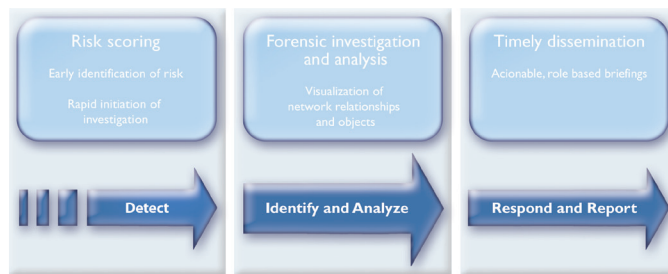 Risk scoring
Early identification of risk
Rapid initiation of
investigation
Detect
Forensic investigation
and analysis
Visualization of
network relationships
and objects
Identify and Analyze
Timely dissemination
Acionable, role based briefings
Respond and Report